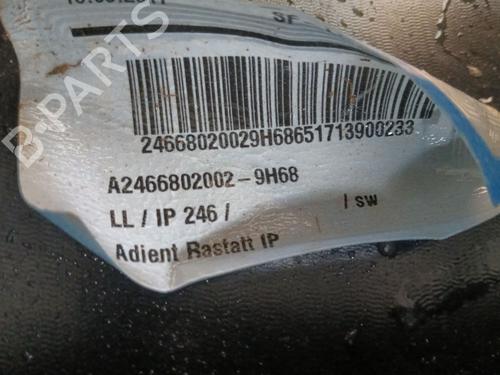 SF
B-PARTS
24668020029H68651713900233
A2466802002-9H68
LL / IP 246 / / sw
Adient Rastatt IP